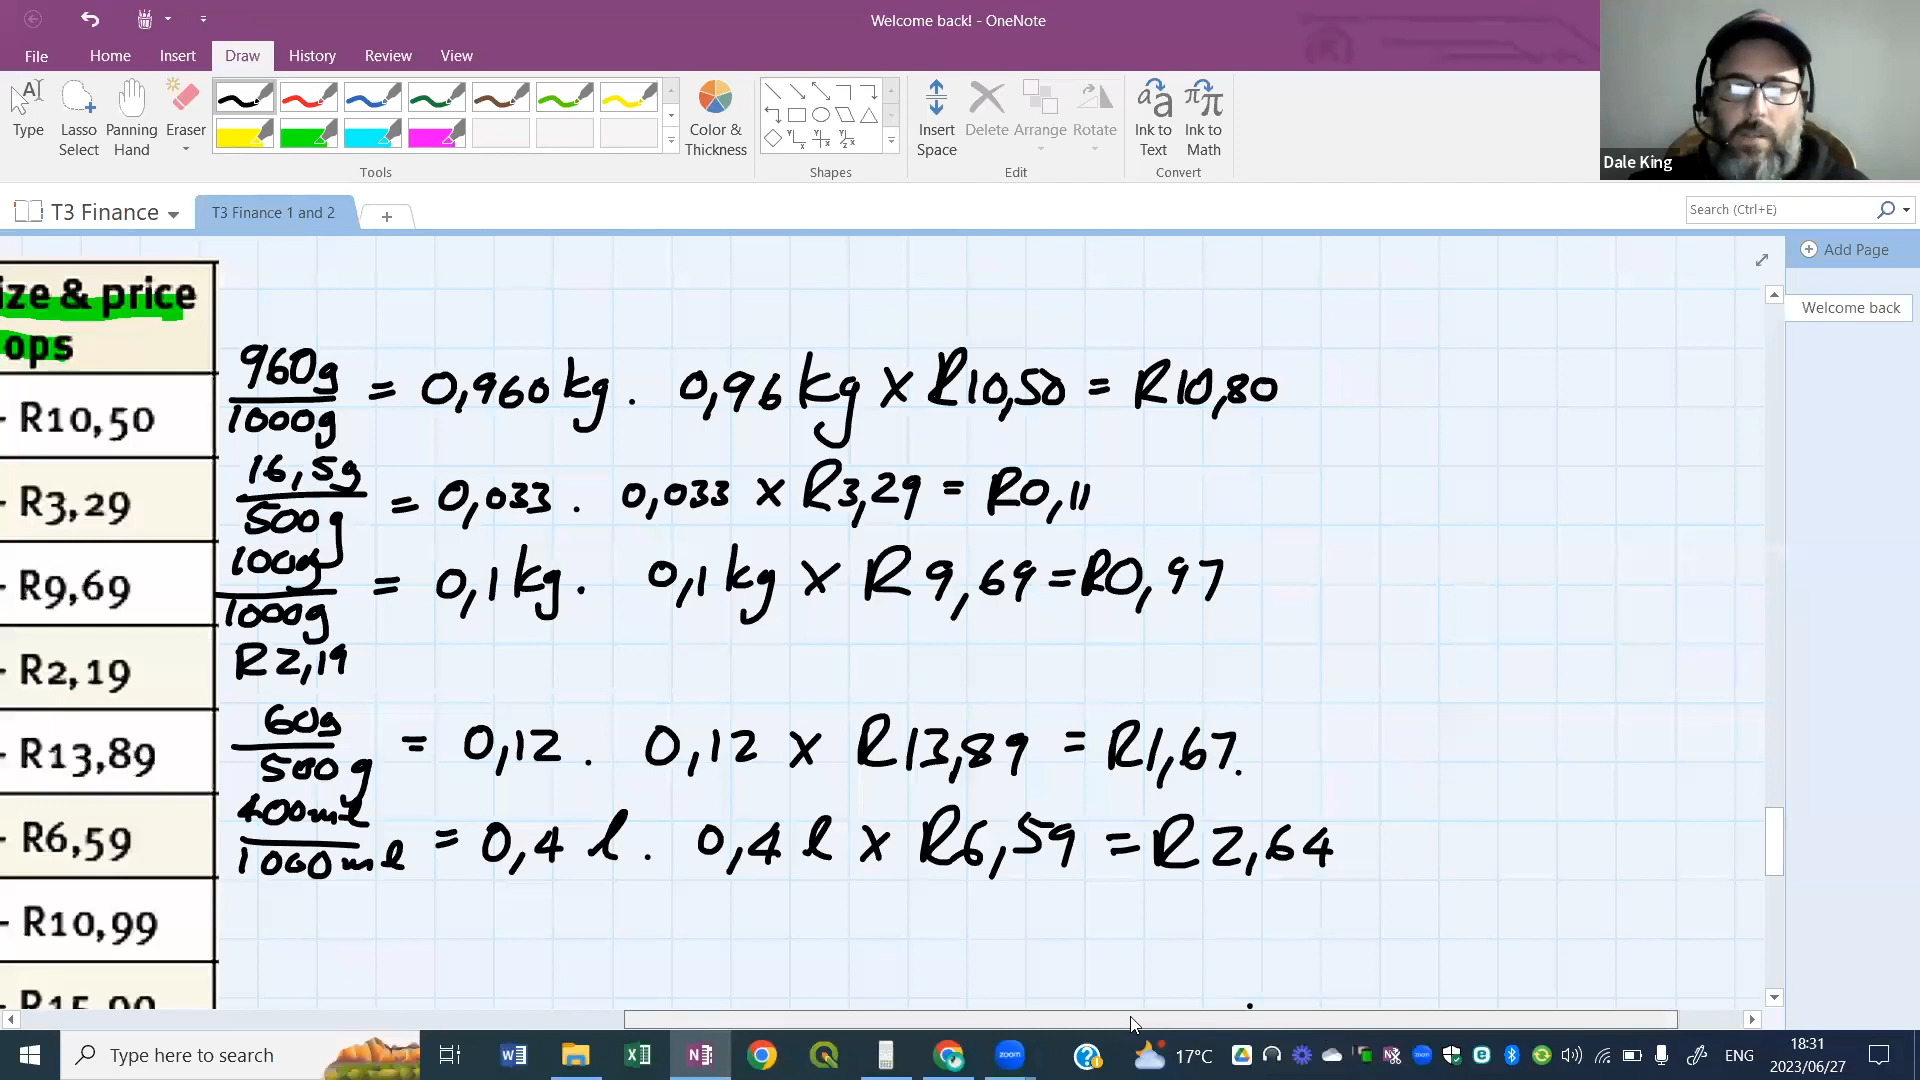 Welcome back! - OneNote
File Home Insert Draw History Review View
Type
Lasso Select
Panning Hand
Eraser
Color & Thickness
Insert Space
Delete
Arrange
Rotate
Ink to Text
Ink to Math
Tools
Shapes
Edit
Convert
Dale King
T3 Finance
T3 Finance 1 and 2
Search (Ctrl+E)
Add Page
Welcome back
ize & price
ops
- R10,50
- R3,29
- R9,69
- R2,19
- R13,89
- R6,59
- R10,99
- R15,99
960g
1000g
= 0,960 kg . 0,96 kg x R10,50 = R10,80
16,5g
500g
= 0,033 . 0,033 x R3,29 = R0,11
100g
1000g
= 0,1 kg . 0,1 kg x R9,69 = R0,97
R2,19
60g
500g
= 0,12 . 0,12 x R13,89 = R1,67.
400ml
1000ml
= 0,4 l . 0,4 l x R6,59 = R2,64
Type here to search
zoom
17°C
ENG
18:31
2023/06/27